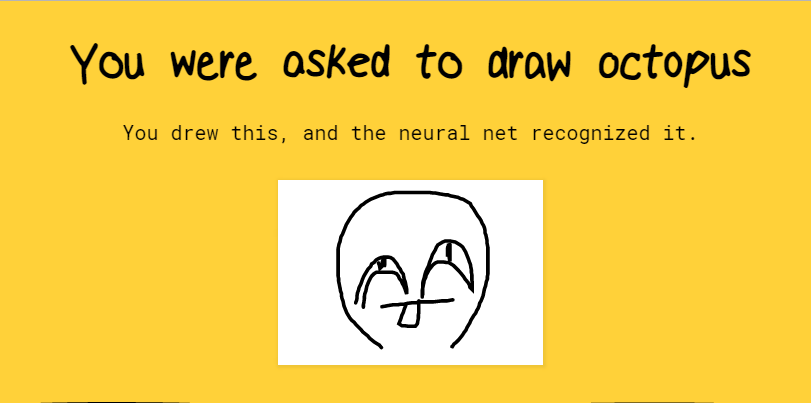 You were asked to draw octopus
You drew this, and the neural net recognized it.